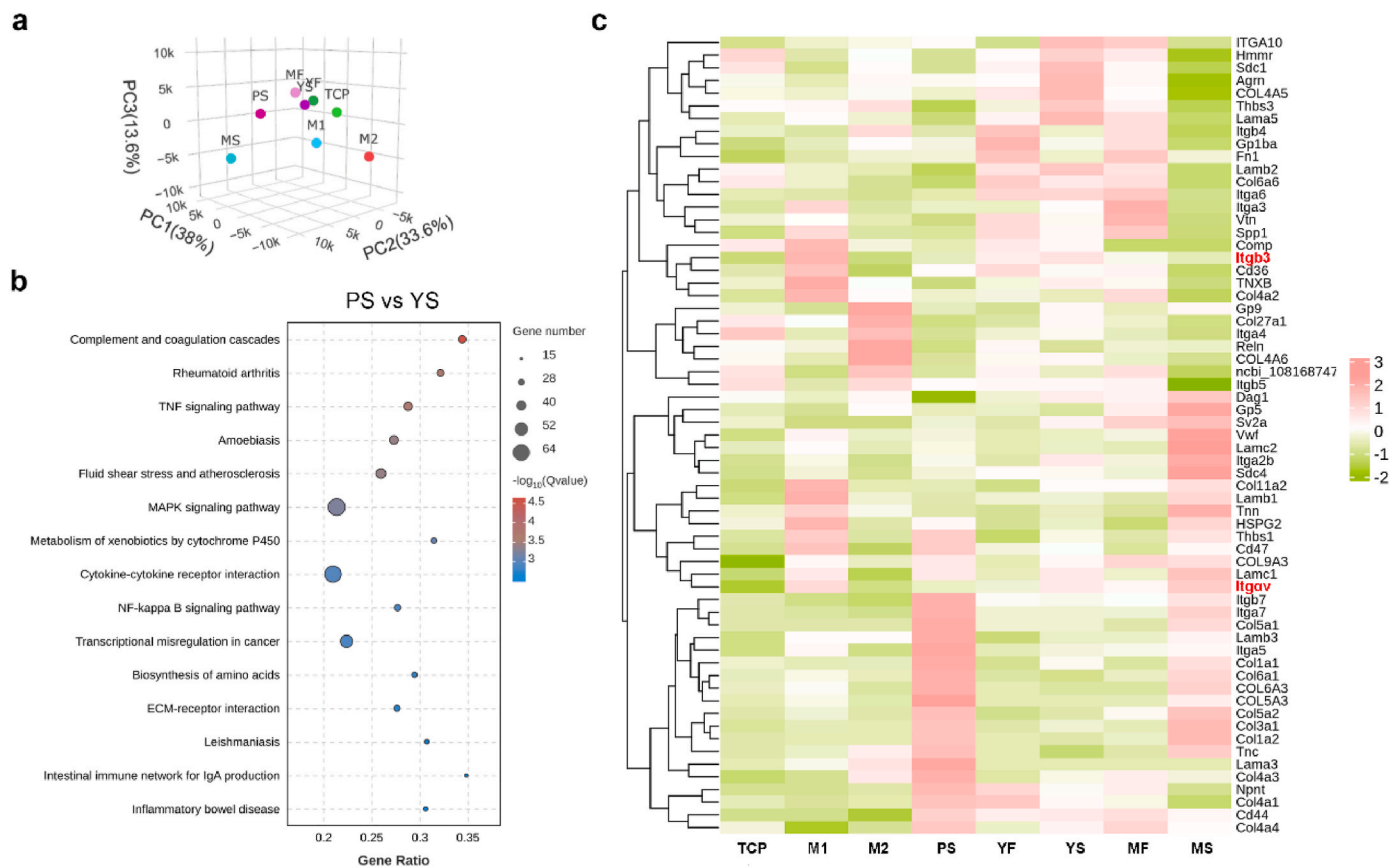 a
10k
5k
0
−5k
−10k
PC3(13.6%)
MF
YS
YF
PS
TCP
M1
MS
M2
10k
5k
0
−5k
−10k
PC1(38%)
10k
5k
0
−5k
PC2(33.6%)
b
PS vs YS
Complement and coagulation cascades
Rheumatoid arthritis
TNF signaling pathway
Amoebiasis
Fluid shear stress and atherosclerosis
MAPK signaling pathway
Metabolism of xenobiotics by cytochrome P450
Cytokine-cytokine receptor interaction
NF-kappa B signaling pathway
Transcriptional misregulation in cancer
Biosynthesis of amino acids
ECM-receptor interaction
Leishmaniasis
Intestinal immune network for IgA production
Inflammatory bowel disease
0.2
0.25
0.3
0.35
Gene Ratio
Gene number
15
28
40
52
64
-log10(Qvalue)
4.5
4
3.5
3
c
ITGA10
Hmmr
Sdc1
Agrn
COL4A5
Thbs3
Lama5
Itgb4
Gp1ba
Fn1
Lamb2
Col6a6
Itga6
Itga3
Vtn
Spp1
Comp
Itgb3
Cd36
TNXB
Col4a2
Gp9
Col27a1
Itga4
Reln
COL4A6
ncbi_108168747
Itgb5
Dag1
Gp5
Sv2a
Vwf
Lamc2
Itga2b
Sdc4
Col11a2
Lamb1
Tnn
HSPG2
Thbs1
Cd47
COL9A3
Lamc1
Itgαv
Itgb7
Itga7
Col5a1
Lamb3
Itga5
Col1a1
Col6a1
COL6A3
COL5A3
Col5a2
Col3a1
Col1a2
Tnc
Lama3
Col4a3
Npnt
Col4a1
Cd44
Col4a4
TCP M1 M2 PS YF YS MF MS
3
2
1
0
-1
-2